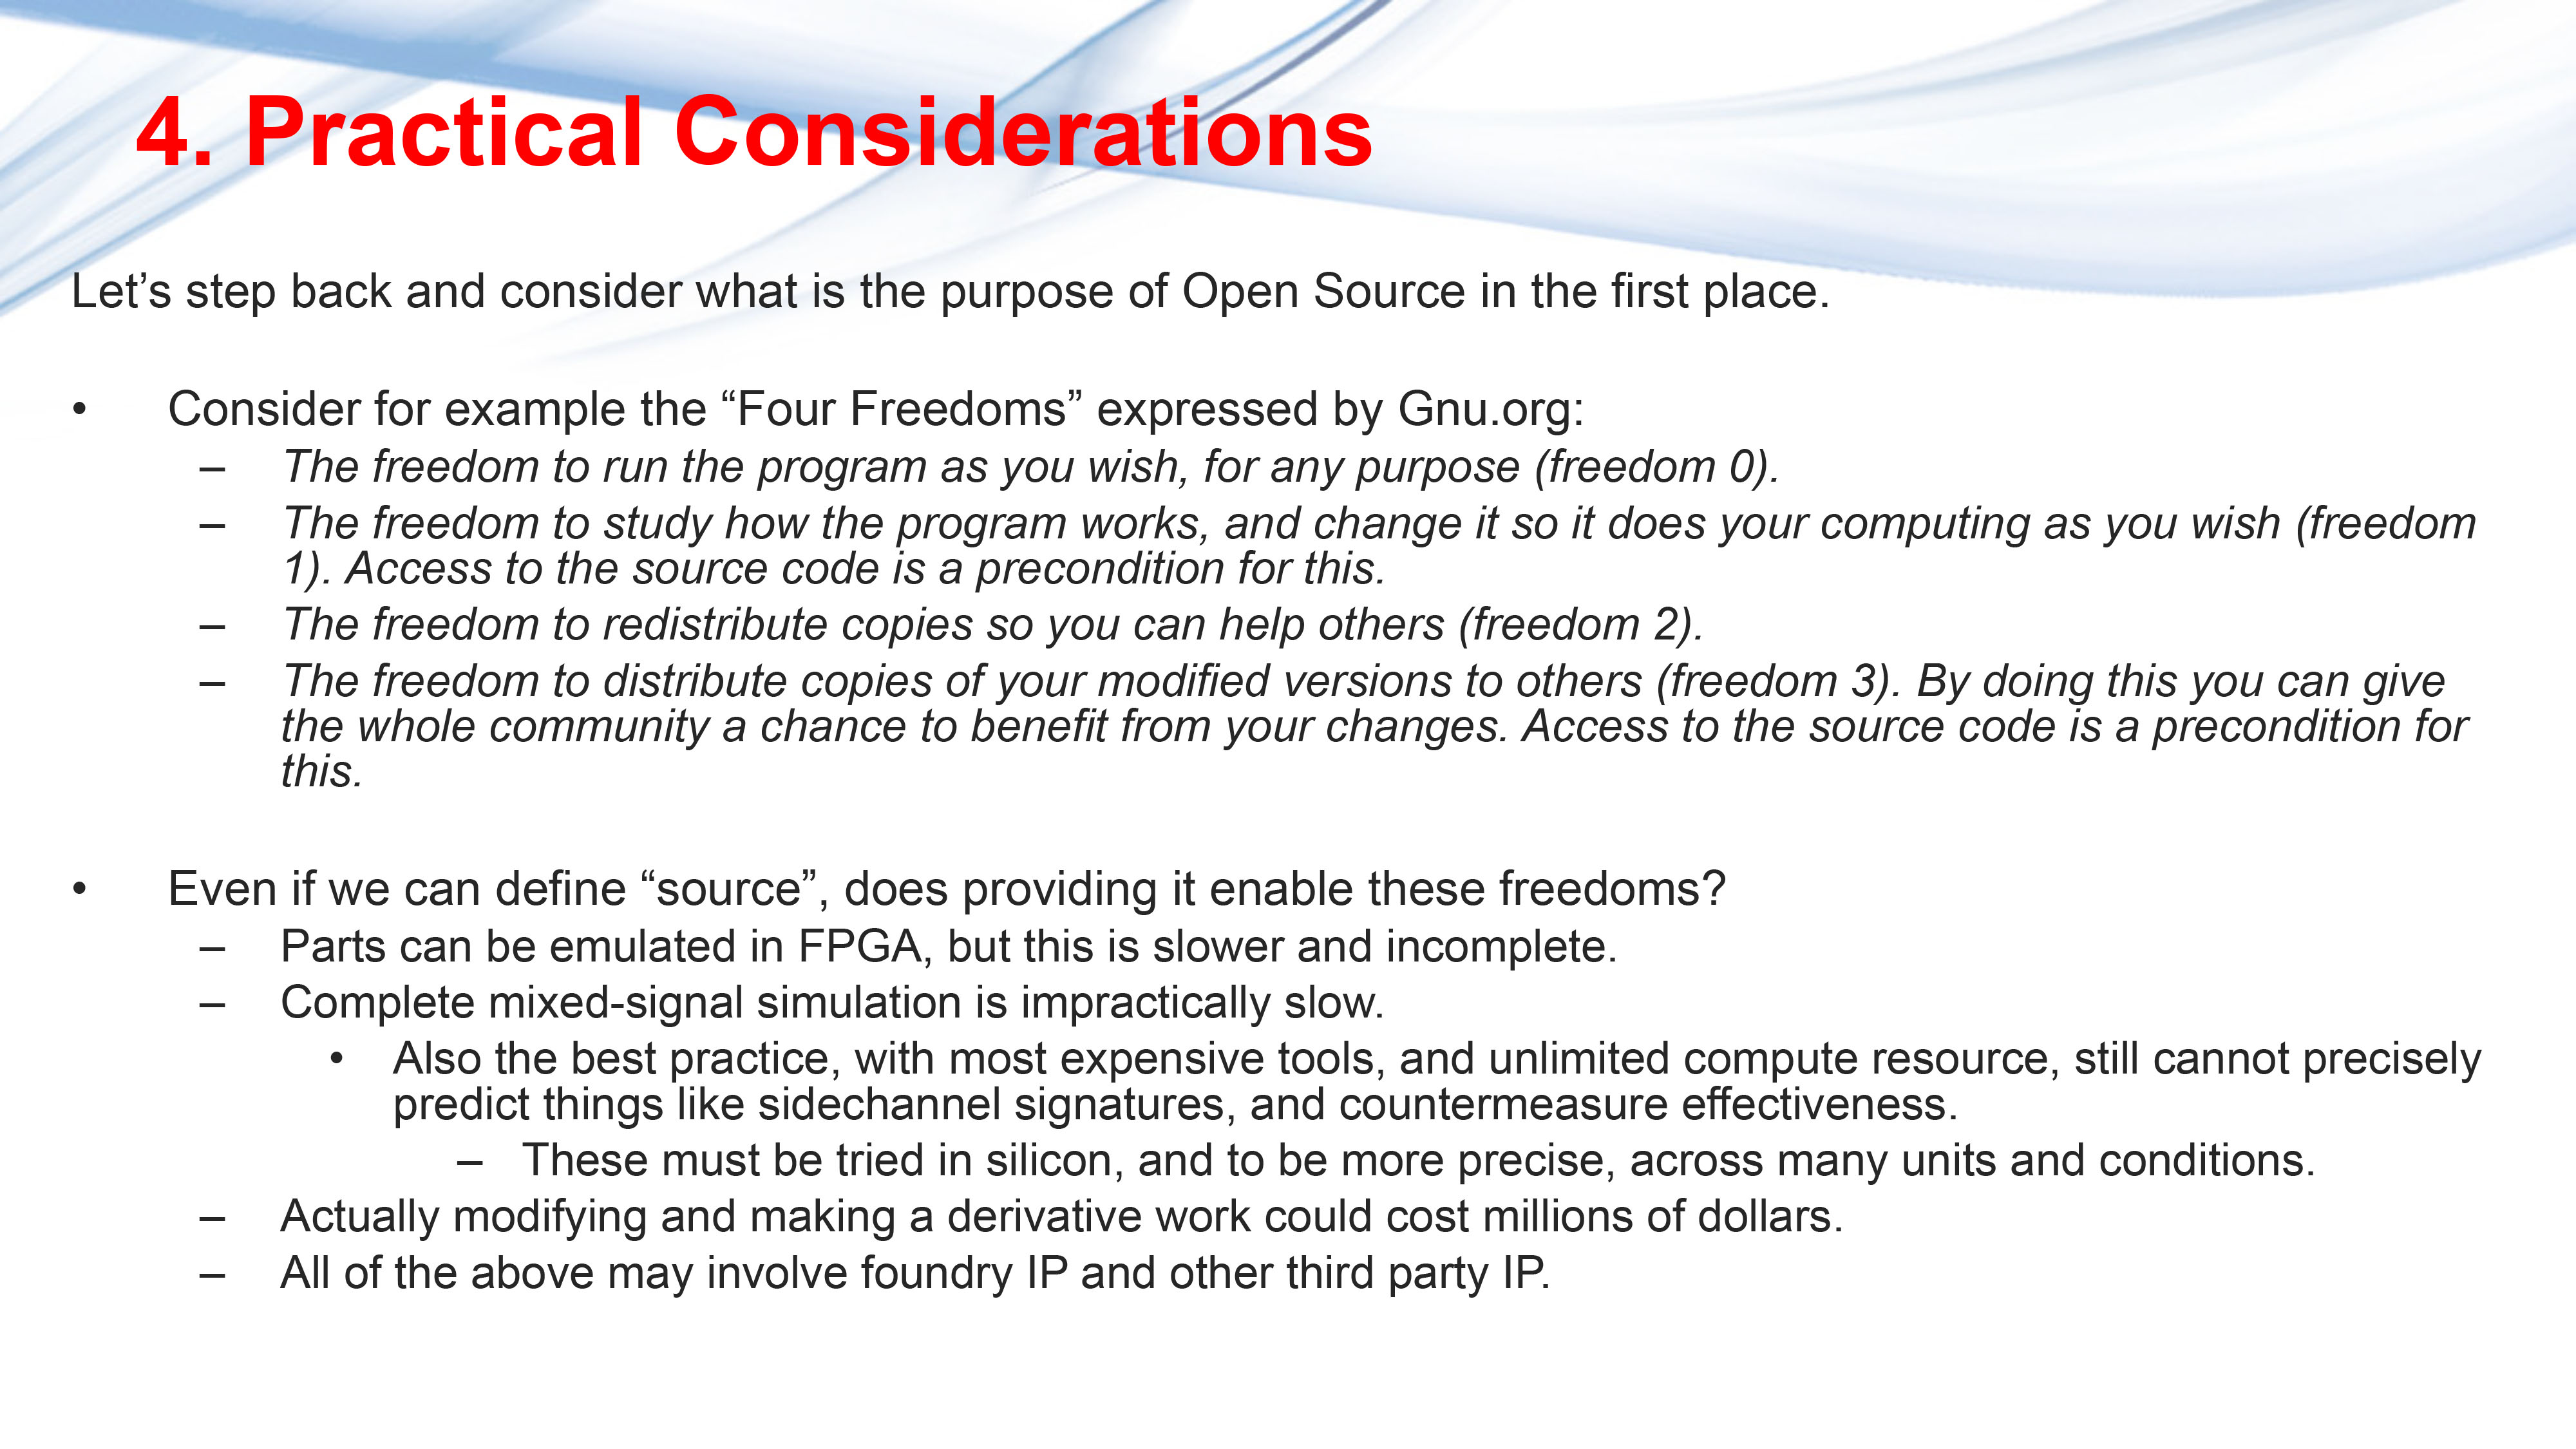 4. Practical Considerations
Let’s step back and consider what is the purpose of Open Source in the first place.
• Consider for example the “Four Freedoms” expressed by Gnu.org:
– The freedom to run the program as you wish, for any purpose (freedom 0).
– The freedom to study how the program works, and change it so it does your computing as you wish (freedom
1). Access to the source code is a precondition for this.
– The freedom to redistribute copies so you can help others (freedom 2).
– The freedom to distribute copies of your modified versions to others (freedom 3). By doing this you can give
the whole community a chance to benefit from your changes. Access to the source code is a precondition for
this.
• Even if we can define “source”, does providing it enable these freedoms?
– Parts can be emulated in FPGA, but this is slower and incomplete.
– Complete mixed-signal simulation is impractically slow.
• Also the best practice, with most expensive tools, and unlimited compute resource, still cannot precisely
predict things like sidechannel signatures, and countermeasure effectiveness.
– These must be tried in silicon, and to be more precise, across many units and conditions.
– Actually modifying and making a derivative work could cost millions of dollars.
– All of the above may involve foundry IP and other third party IP.